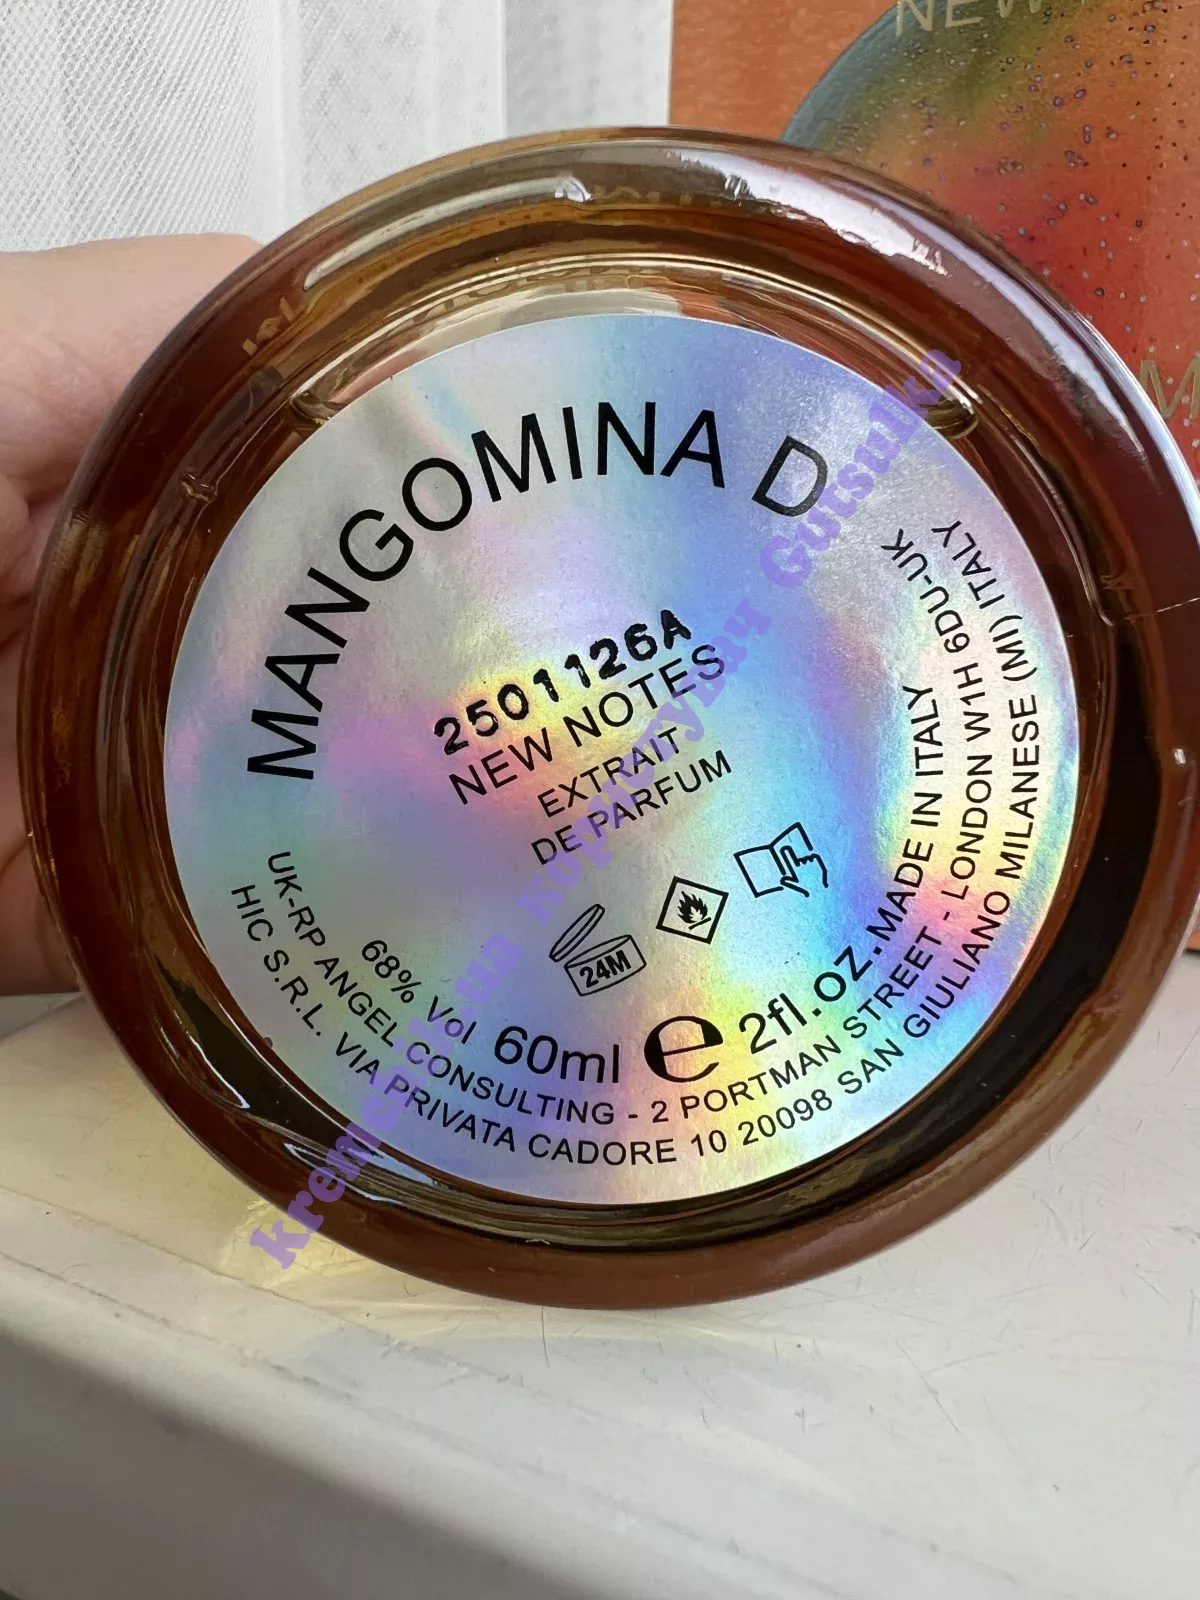 NEW
M
MANGOMINA D
2501126A
NEW NOTES
EXTRAIT
DE PARFUM
24M
68% Vol 60ml e 2fl.OZ.MADE IN ITALY
UK-RP ANGEL CONSULTING - 2 PORTMAN STREET - LONDON W1H 6DU-UK
HIC S.R.L. VIA PRIVATA CADORE 10 20098 SAN GIULIANO MILANESE (MI) ITALY
Gutsulka